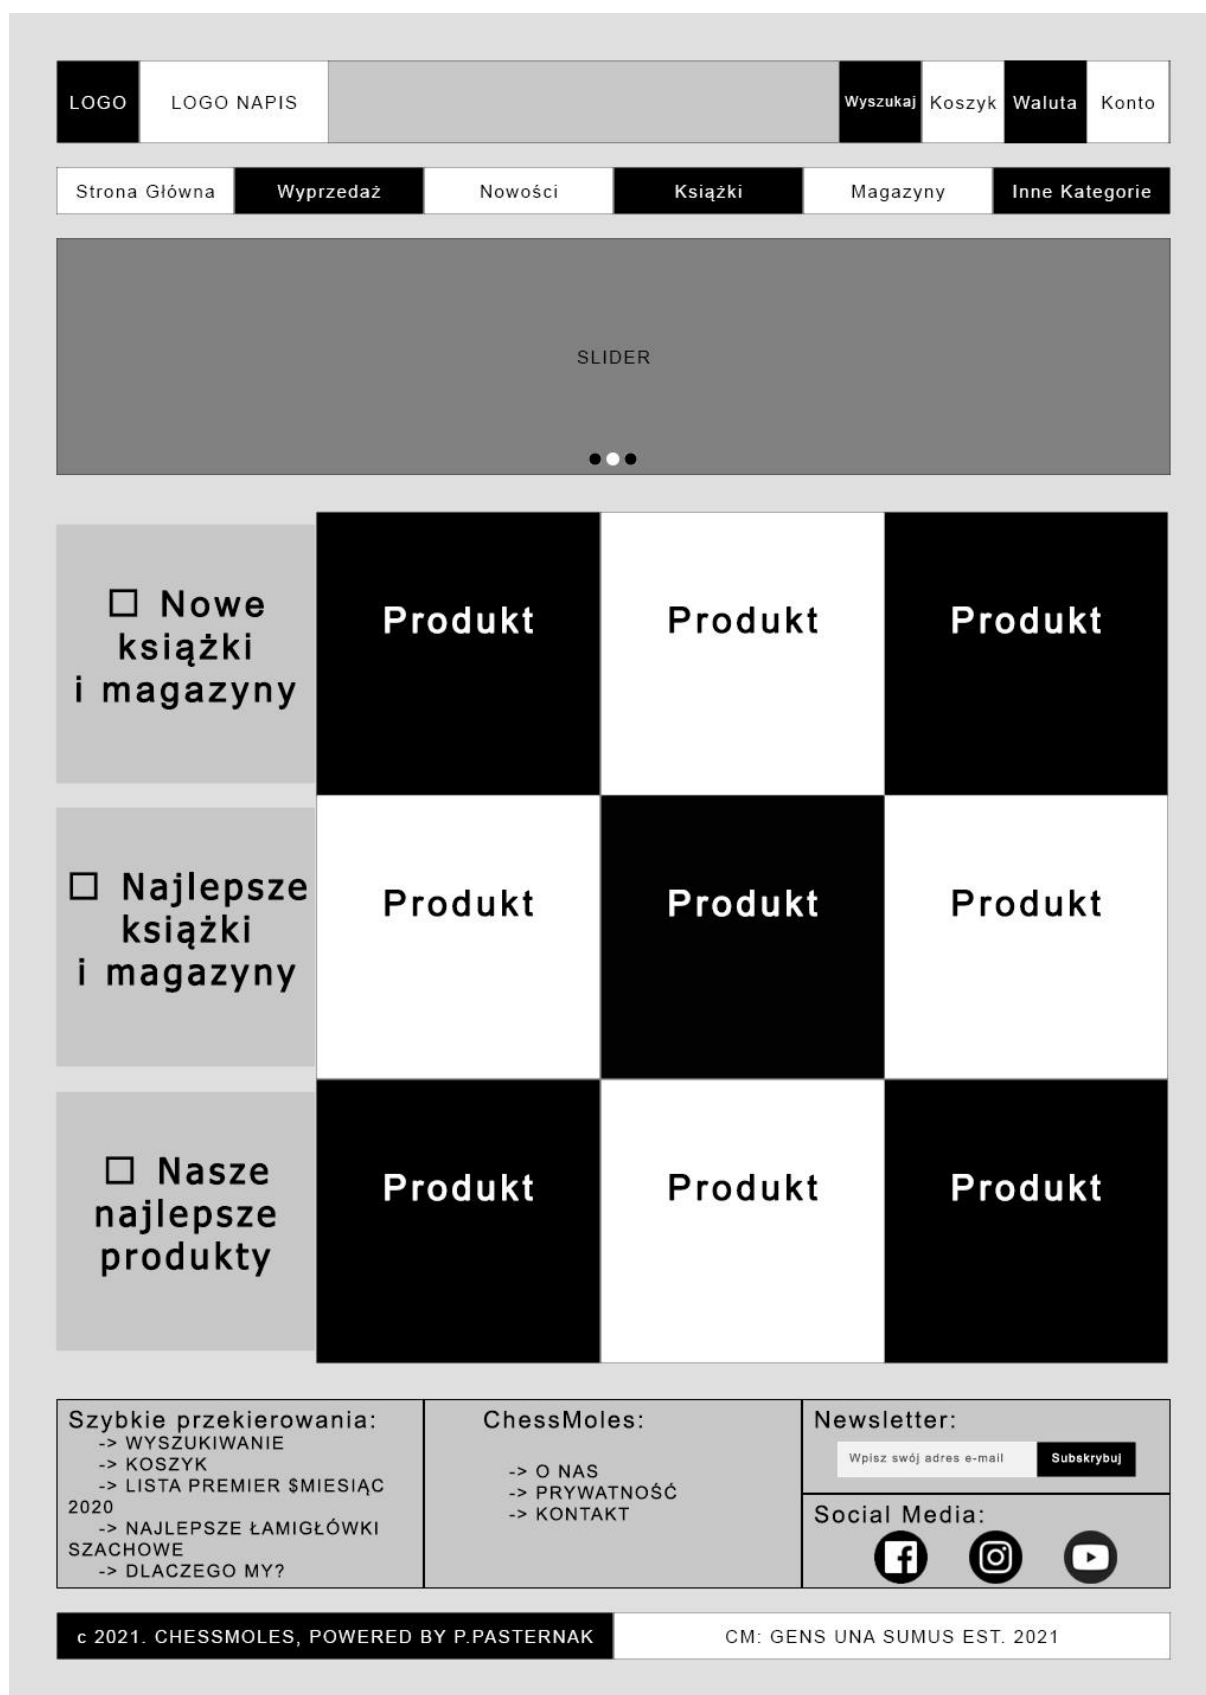 LOGO
LOGO NAPIS
Wyszukaj
Koszyk
Waluta
Konto
Strona Główna
Wyprzedaż
Nowości
Książki
Magazyny
Inne Kategorie
SLIDER
☐ Nowe
książki
i magazyny
Produkt
Produkt
Produkt
☐ Najlepsze
książki
i magazyny
Produkt
Produkt
Produkt
☐ Nasze
najlepsze
produkty
Produkt
Produkt
Produkt
Szybkie przekierowania:
-> WYSZUKIWANIE
-> KOSZYK
-> LISTA PREMIER $MIESIĄC
2020
-> NAJLEPSZE ŁAMIGŁÓWKI
SZACHOWE
-> DLACZEGO MY?
ChessMoles:
-> O NAS
-> PRYWATNOŚĆ
-> KONTAKT
Newsletter:
Wpisz swój adres e-mail
Subskrybuj
Social Media:
c 2021. CHESSMOLES, POWERED BY P.PASTERNAK
CM: GENS UNA SUMUS EST. 2021